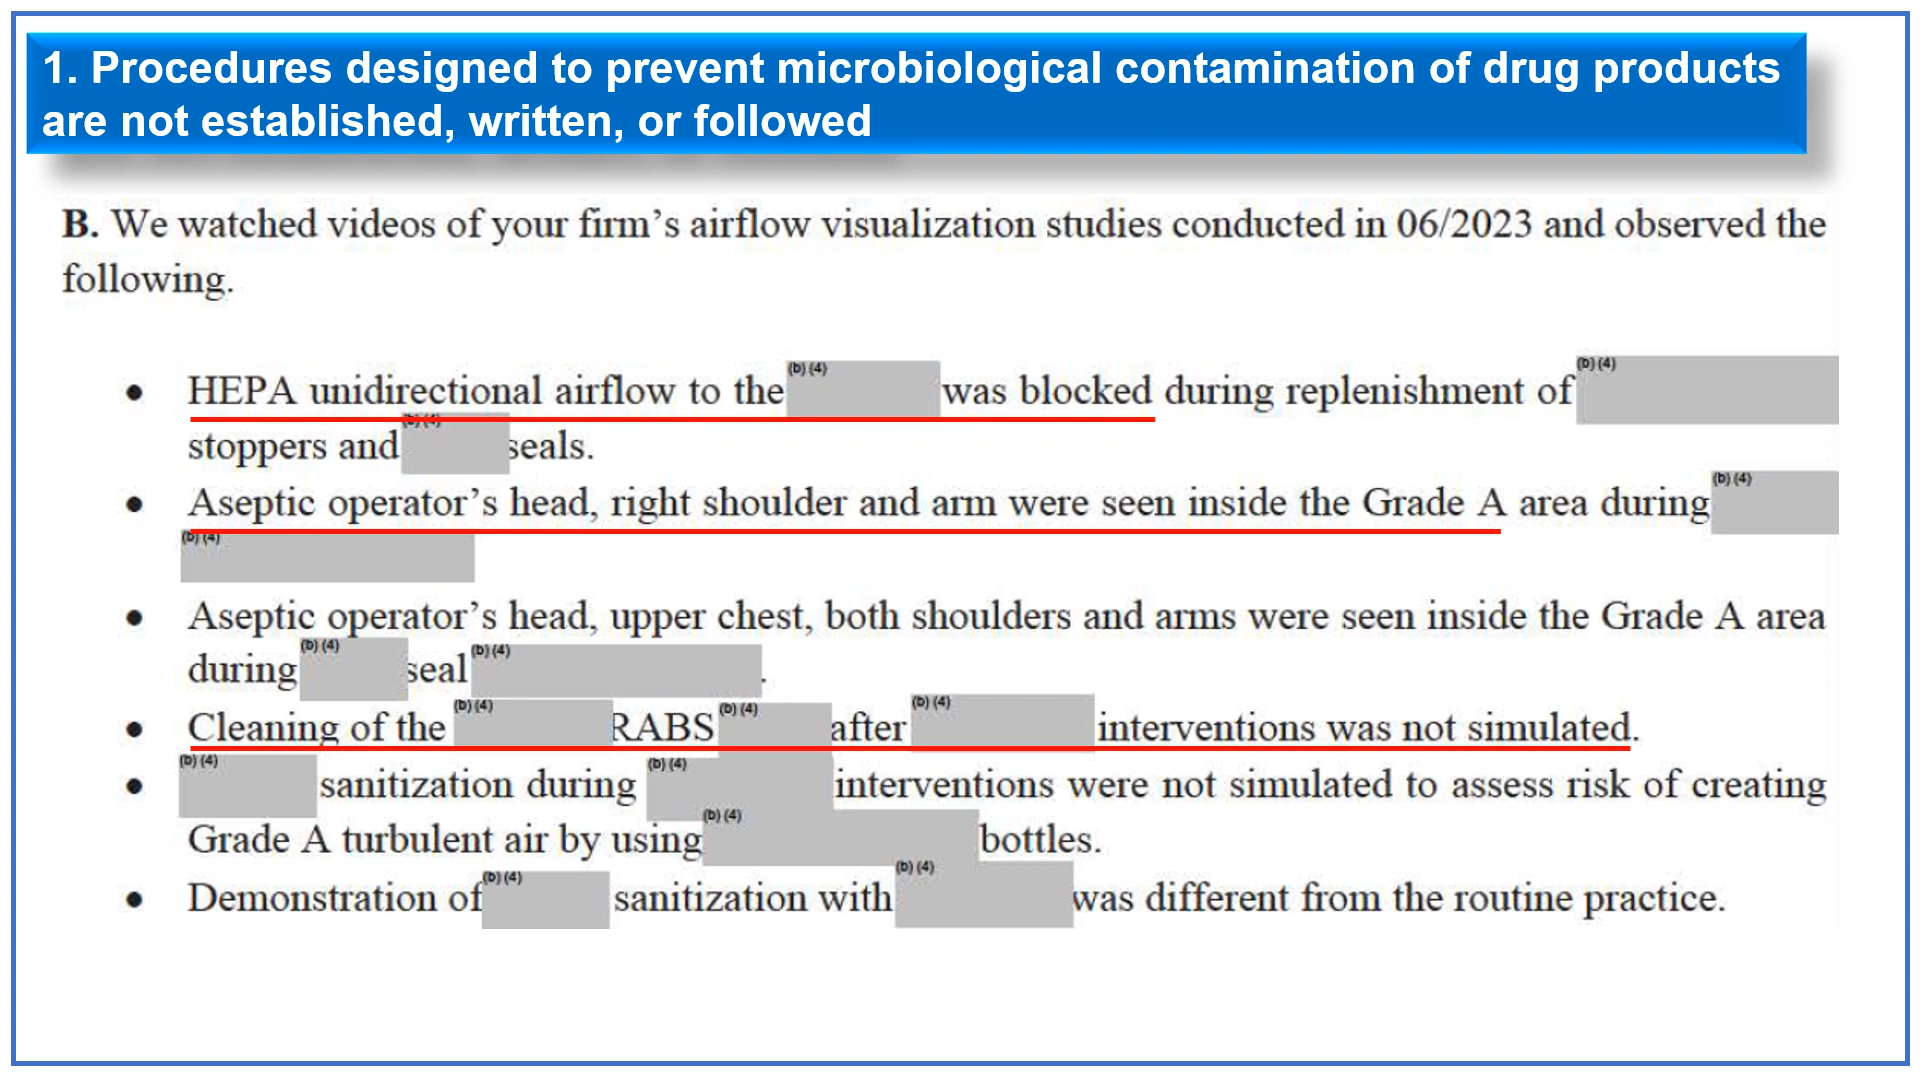 1. Procedures designed to prevent microbiological contamination of drug products
are not established, written, or followed
B. We watched videos of your firm’s airflow visualization studies conducted in 06/2023 and observed the
following.
● HEPA unidirectional airflow to the (b) (4) was blocked during replenishment of (b) (4)
stoppers and (b) (4) seals.
● Aseptic operator’s head, right shoulder and arm were seen inside the Grade A area during (b) (4)
(b) (4)
● Aseptic operator’s head, upper chest, both shoulders and arms were seen inside the Grade A area
during (b) (4) seal (b) (4) .
● Cleaning of the (b) (4) RABS (b) (4) after (b) (4) interventions was not simulated.
● (b) (4) sanitization during (b) (4) interventions were not simulated to assess risk of creating
Grade A turbulent air by using (b) (4) bottles.
● Demonstration of (b) (4) sanitization with (b) (4) was different from the routine practice.